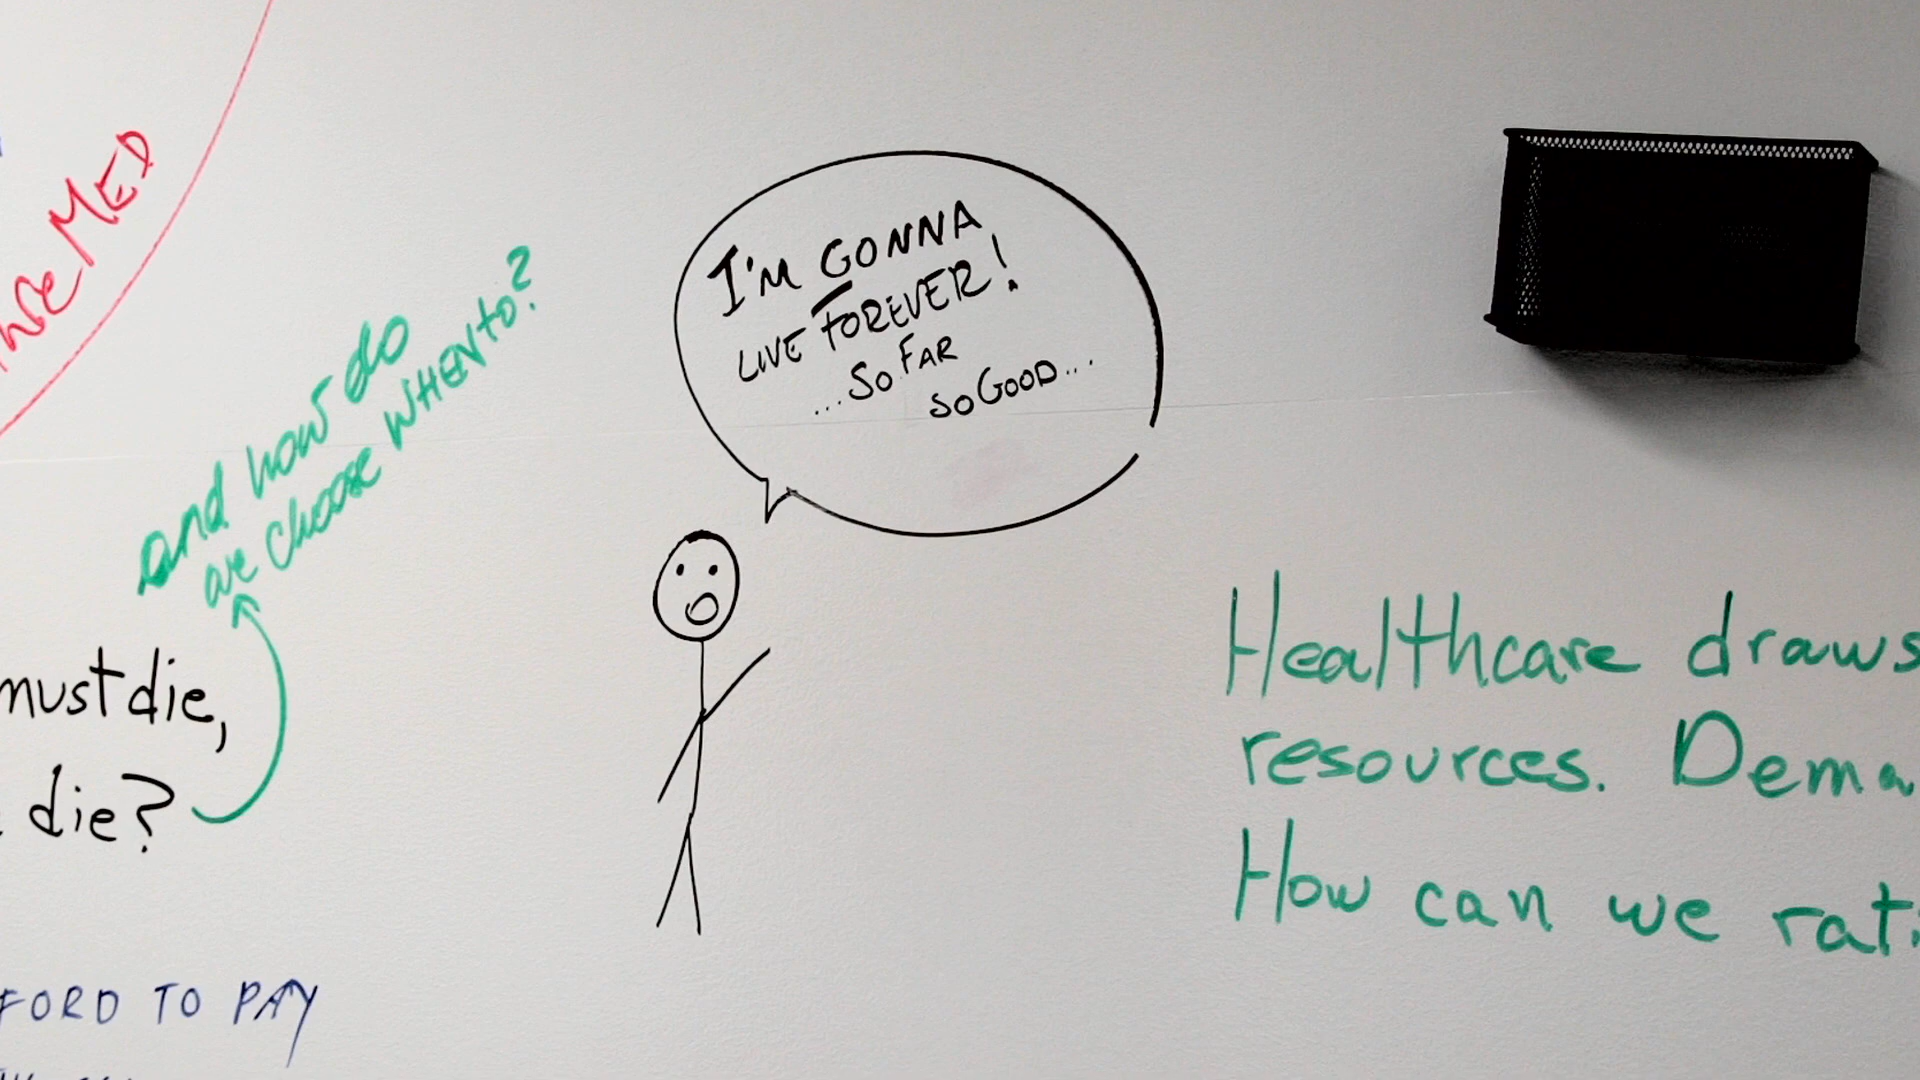 MED
and how do
we choose WHEN to?
must die,
die?
FORD TO PAY
I'M GONNA
LIVE FOREVER!
...SO FAR
SO GOOD...
Healthcare draws
resources. Dema
How can we rati